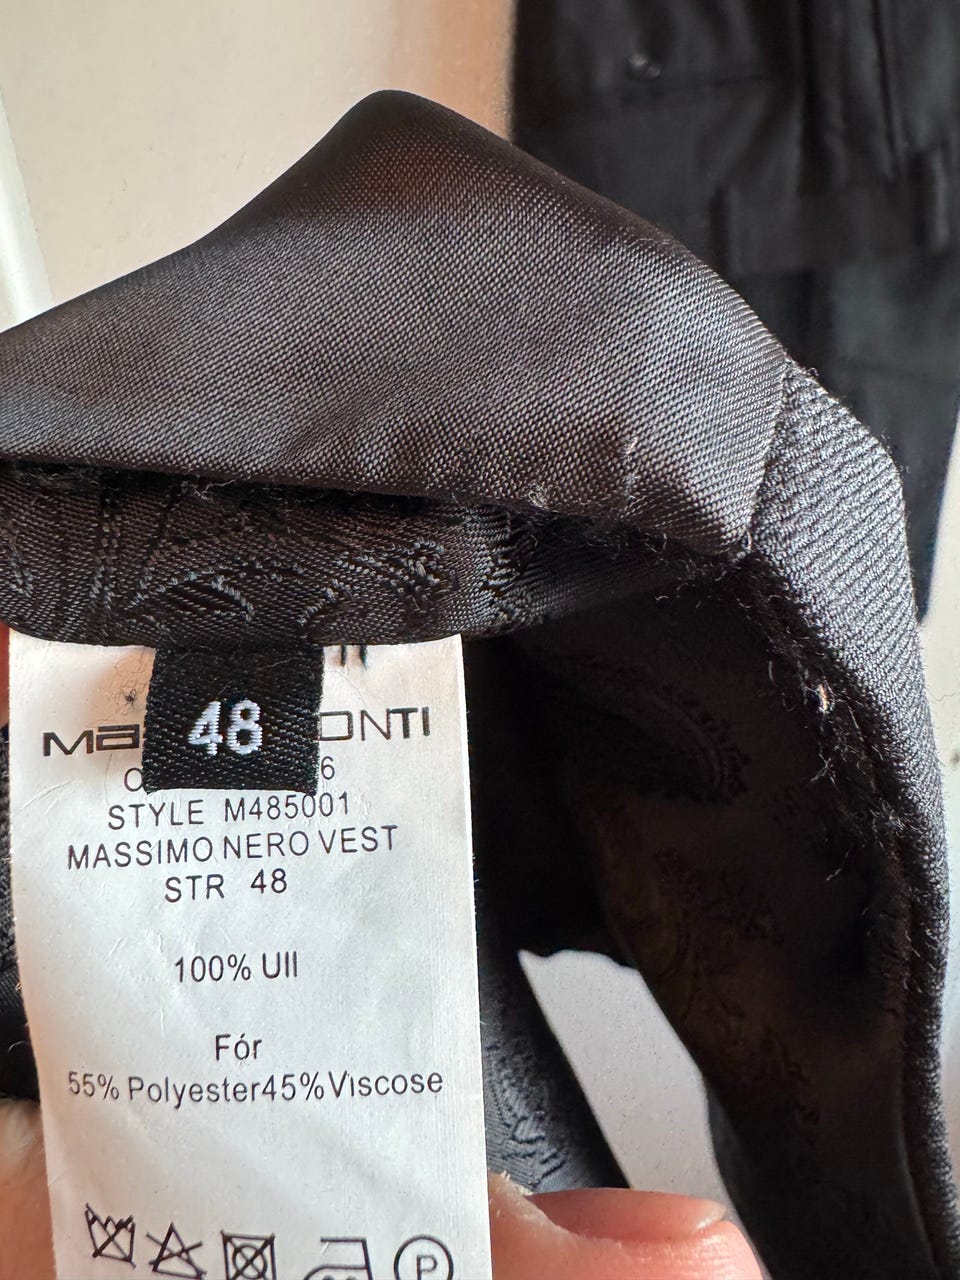 48
STYLE M485001
MASSIMO NERO VEST
STR 48
100% Ull
Fór
55% Polyester45%Viscose
P